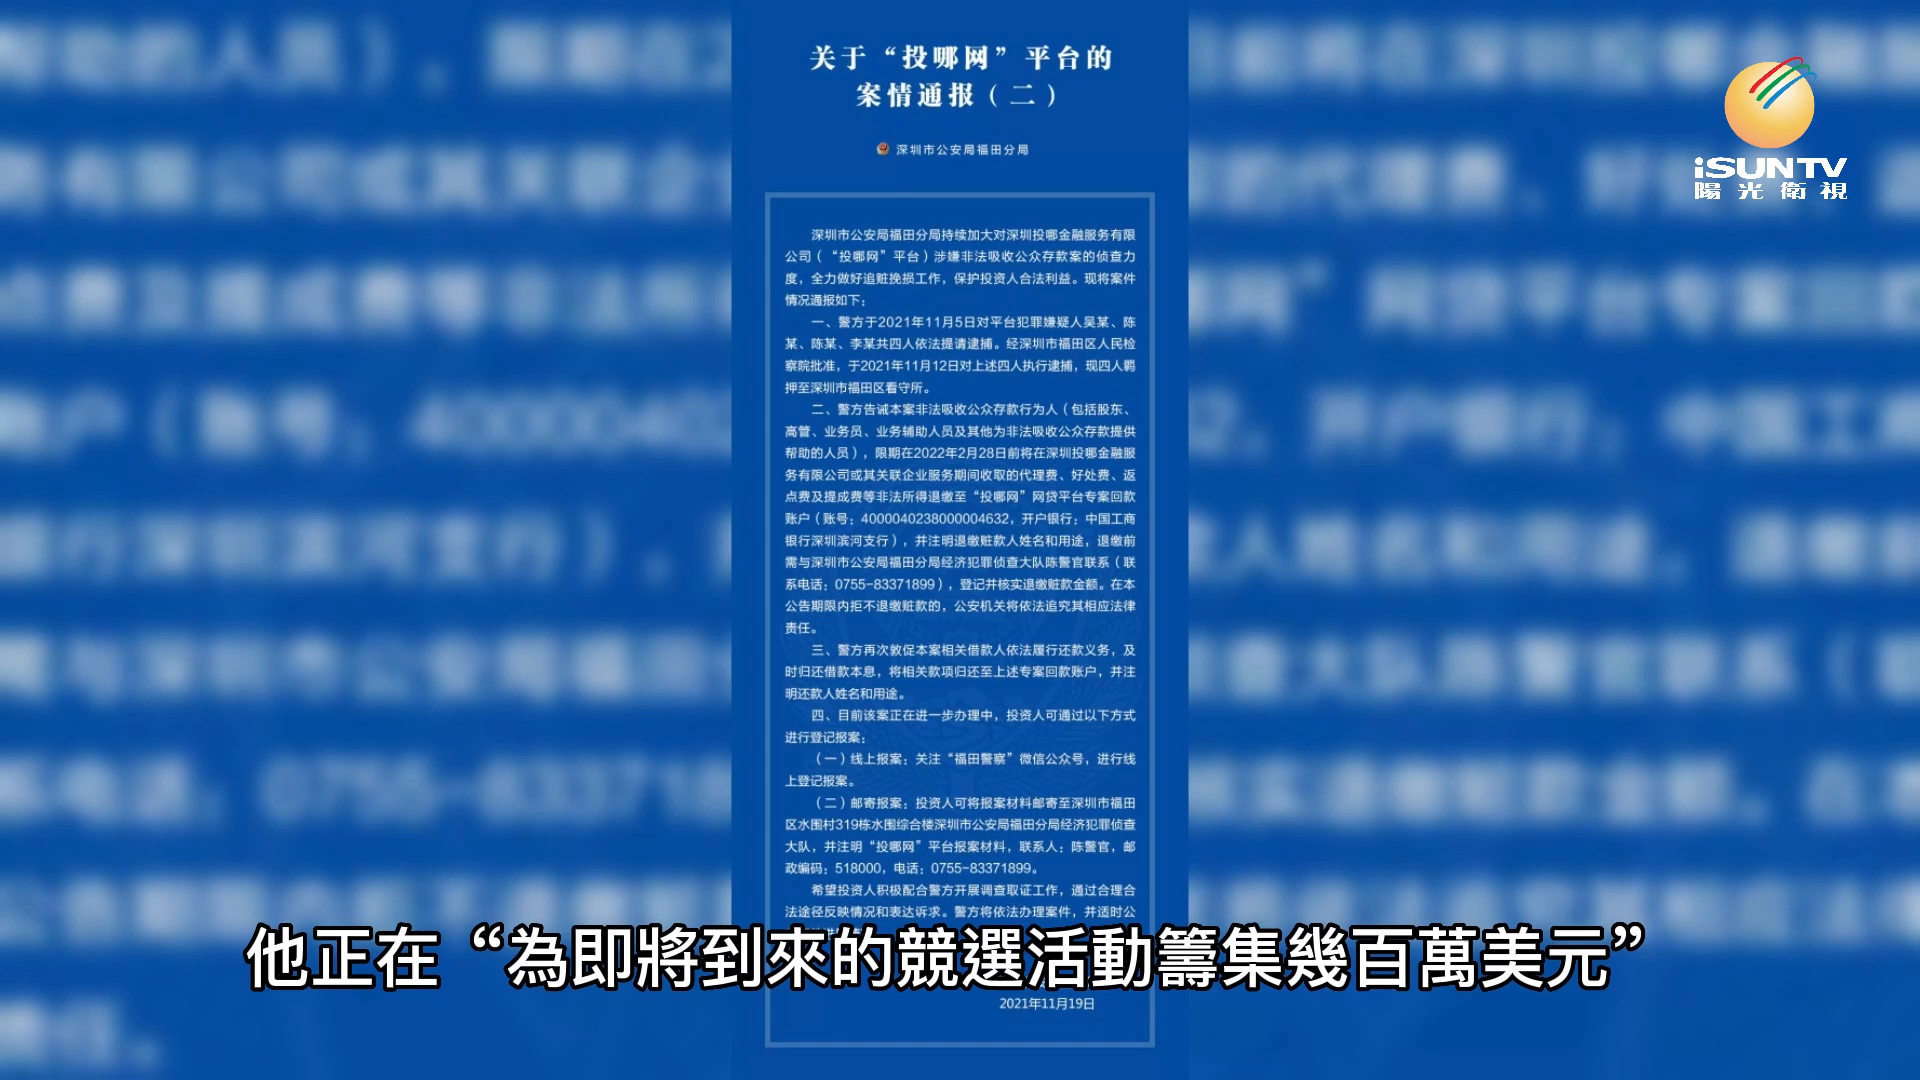 关于“投哪网”平台的
案情通报（二）
深圳市公安局福田分局
iSUNTV
陽光衛視
深圳市公安局福田分局持续加大对深圳投哪金融服务有限
公司（“投哪网”平台）涉嫌非法吸收公众存款案的侦查力
度，全力做好追赃挽损工作，保护投资人合法利益。现将案件
情况通报如下：
一、警方于2021年11月5日对平台犯罪嫌疑人吴某、陈
某、陈某、李某共四人依法提请逮捕。经深圳市福田区人民检
察院批准，于2021年11月12日对上述四人执行逮捕，现四人羁
押至深圳市福田区看守所。
二、警方告诫本案非法吸收公众存款行为人（包括股东、
高管、业务员、业务辅助人员及其他为非法吸收公众存款提供
帮助的人员），限期在2022年2月28日前将在深圳投哪金融服
务有限公司或其关联企业服务期间收取的代理费、好处费、返
点费及提成费等非法所得退缴至“投哪网”网贷平台专案回款
账户（账号：4000040238000004632，开户银行：中国工商
银行深圳滨河支行），并注明退缴赃款人姓名和用途，退缴前
需与深圳市公安局福田分局经济犯罪侦查大队陈警官联系（联
系电话：0755-83371899），登记并核实退缴赃款金额。在本
公告期限内拒不退缴赃款的，公安机关将依法追究其相应法律
责任。
三、警方再次敦促本案相关借款人依法履行还款义务，及
时归还借款本息，将相关款项归还至上述专案回款账户，并注
明还款人姓名和用途。
四、目前该案正在进一步办理中，投资人可通过以下方式
进行登记报案：
（一）线上报案：关注“福田警察”微信公众号，进行线
上登记报案。
（二）邮寄报案：投资人可将报案材料邮寄至深圳市福田
区水围村319栋水围综合楼深圳市公安局福田分局经济犯罪侦查
大队，并注明“投哪网”平台报案材料，联系人：陈警官，邮
政编码：518000，电话：0755-83371899。
希望投资人积极配合警方开展调查取证工作，通过合理合
法途径反映情况和表达诉求。警方将依法办理案件，并适时公
他正在“為即將到來的競選活動籌集幾百萬美元”
2021年11月19日